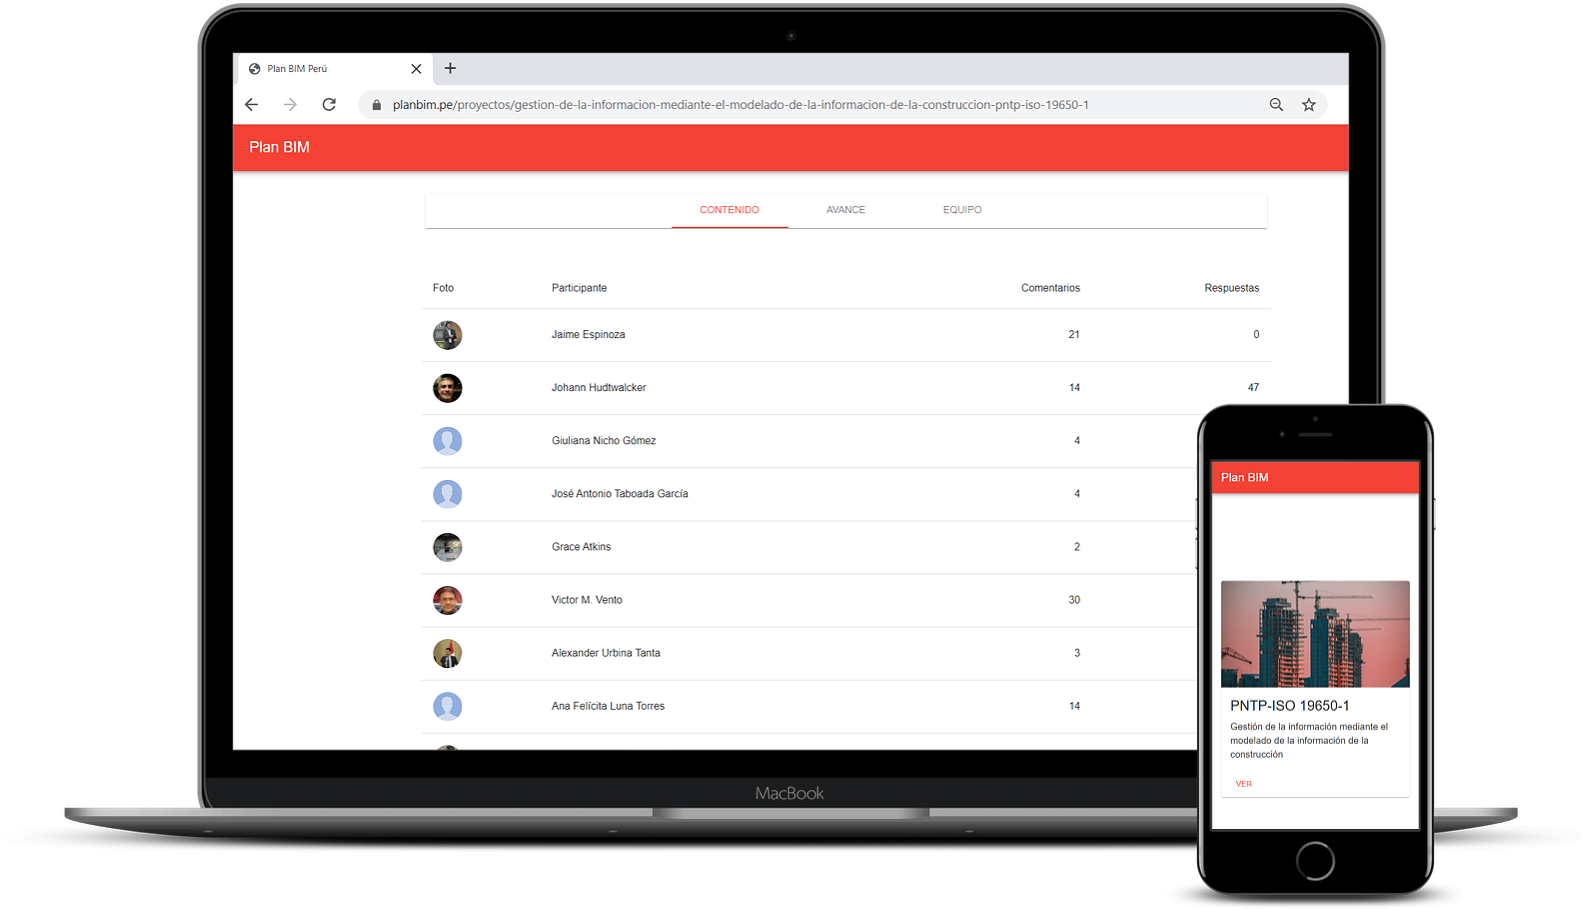 Plan BIM Perú
planbim.pe/proyectos/gestion-de-la-informacion-mediante-el-modelado-de-la-informacion-de-la-construccion-pntp-iso-19650-1
Plan BIM
CONTENIDO AVANCE EQUIPO
Foto Participante Comentarios Respuestas
Jaime Espinoza 21 0
Johann Hudtwalcker 14 47
Giuliana Nicho Gómez 4
José Antonio Taboada García 4
Grace Atkins 2
Victor M. Vento 30
Alexander Urbina Tanta 3
Ana Felícita Luna Torres 14
MacBook
Plan BIM
PNTP-ISO 19650-1
Gestión de la información mediante el
modelado de la información de la
construcción
VER